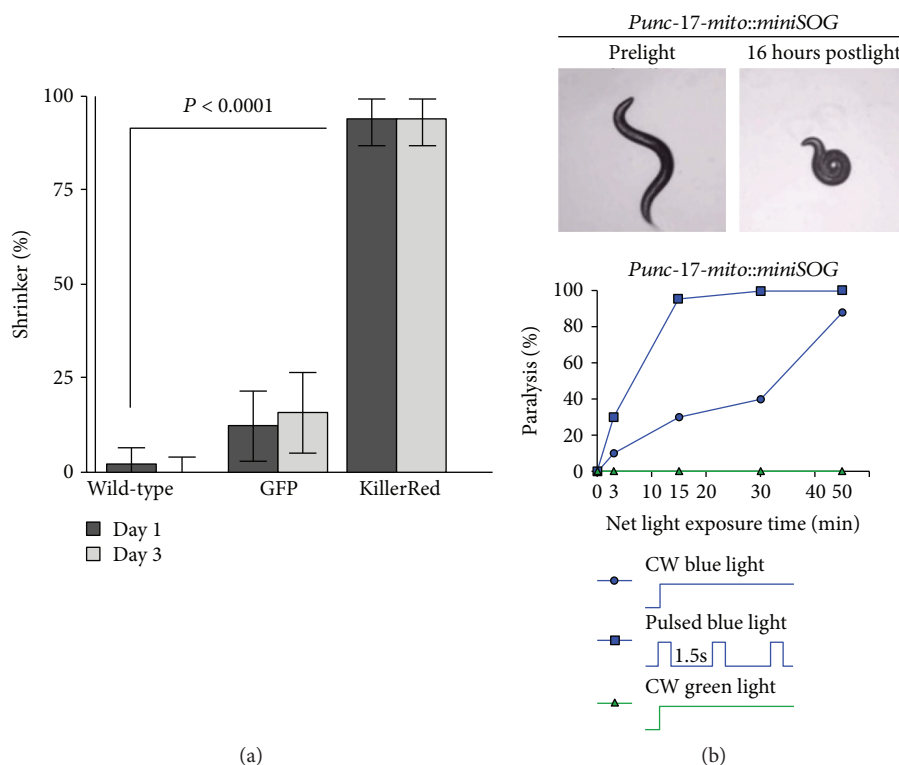 100
75
50
25
0
Shrinker (%)
P < 0.0001
Wild-type
GFP
KillerRed
Day 1
Day 3
(a)
Punc-17-mito::miniSOG
Prelight
16 hours postlight
Punc-17-mito::miniSOG
100
80
60
40
20
0
Paralysis (%)
0 3 10 15 20 30 40 50
Net light exposure time (min)
CW blue light
Pulsed blue light
1.5s
CW green light
(b)